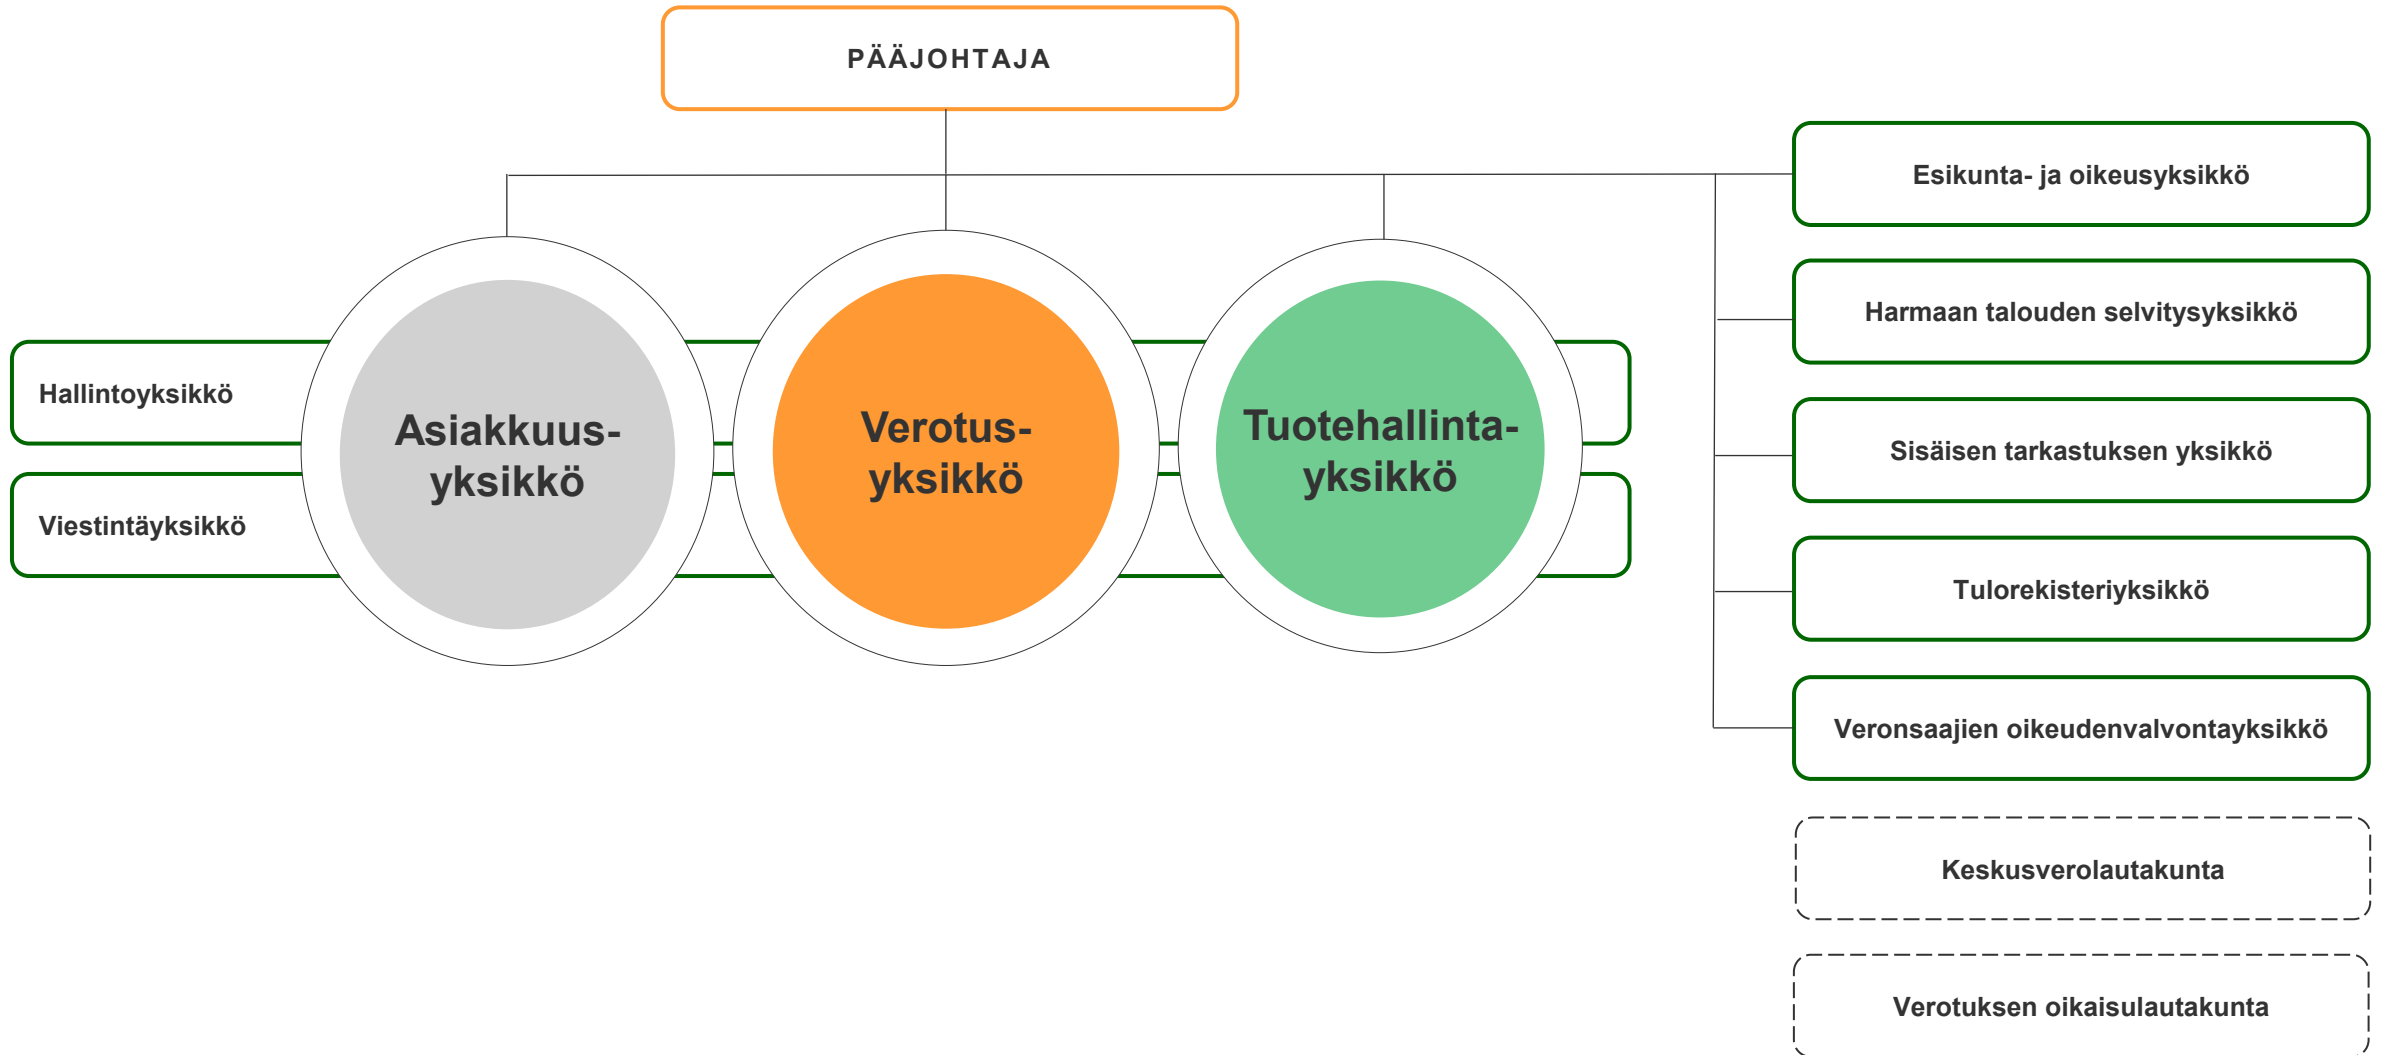 PÄÄJOHTAJA
Esikunta- ja oikeusyksikkö
Harmaan talouden selvitysyksikkö
Hallintoyksikkö
Viestintäyksikkö
Asiakkuus-
yksikkö
Verotus-
yksikkö
Tuotehallinta-
yksikkö
Sisäisen tarkastuksen yksikkö
Tulorekisteriyksikkö
Veronsaajien oikeudenvalvontayksikkö
Keskusverolautakunta
Verotuksen oikaisulautakunta